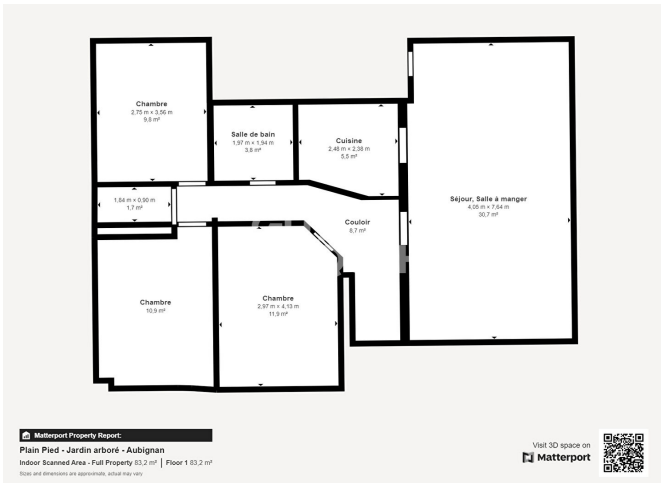 Chambre
2,75 m × 3,56 m
9,8 m²
Salle de bain
1,97 m × 1,94 m
3,8 m²
Cuisine
2,48 m × 2,38 m
5,5 m²
1,84 m × 0,90 m
1,7 m²
Séjour, Salle à manger
4,05 m × 7,64 m
30,7 m²
Couloir
8,7 m²
Chambre
10,9 m²
Chambre
2,97 m × 4,13 m
11,9 m²
Matterport Property Report:
Plain Pied - Jardin arboré - Aubignan
Indoor Scanned Area - Full Property 83,2 m² | Floor 1 83,2 m²
Sizes and dimensions are approximate, actual may vary
Visit 3D space on
Matterport